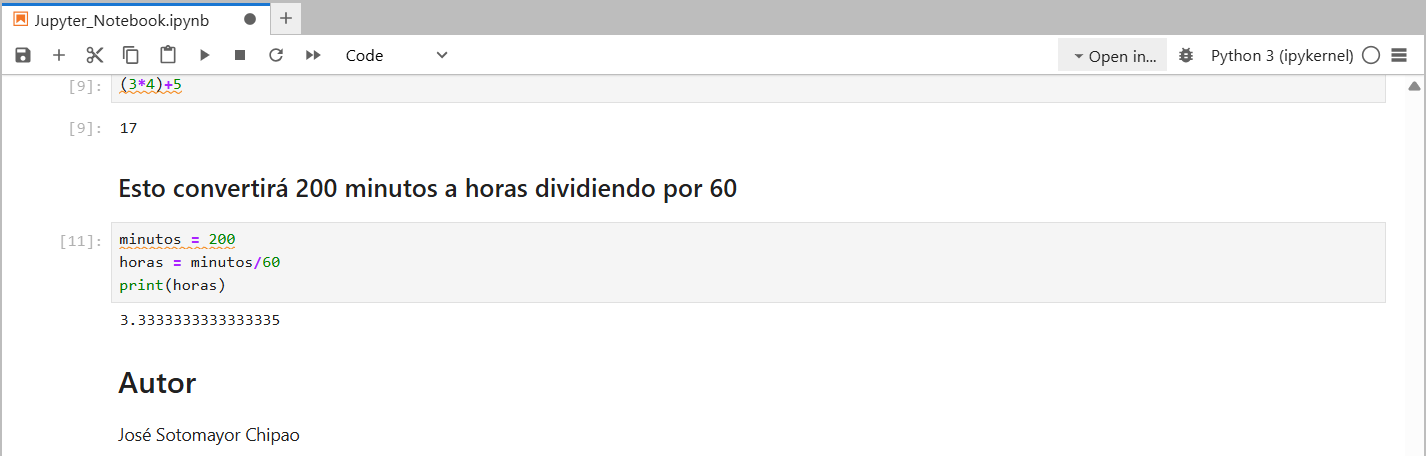 Jupyter_Notebook.ipynb
Code
Open in...
Python 3 (ipykernel)
[9]: (3*4)+5
[9]: 17
Esto convertirá 200 minutos a horas dividiendo por 60
[11]: minutos = 200
horas = minutos/60
print(horas)
3.3333333333333335
Autor
José Sotomayor Chipao